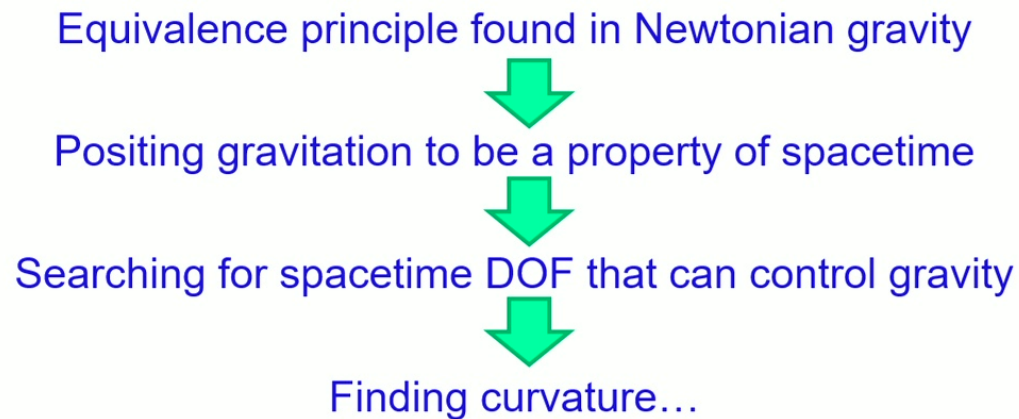 Equivalence principle found in Newtonian gravity
Positing gravitation to be a property of spacetime
Searching for spacetime DOF that can control gravity
Finding curvature…